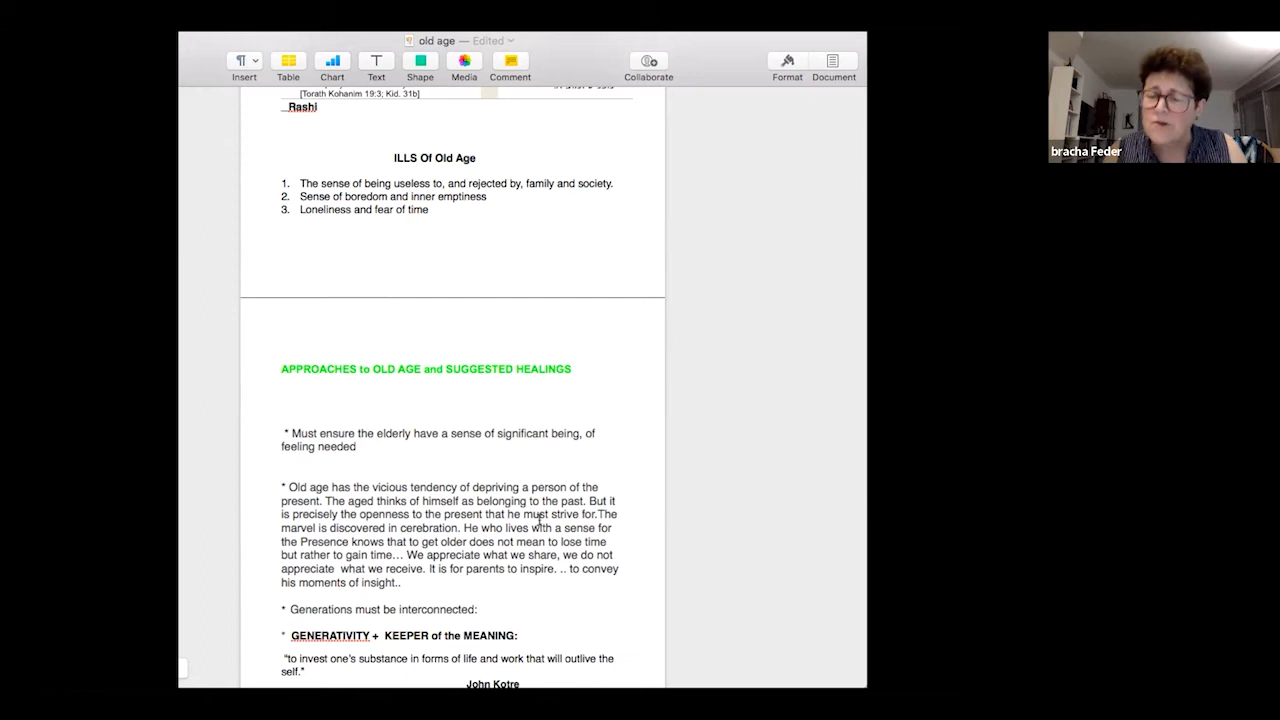 old age — Edited
Insert Table Chart Text Shape Media Comment Collaborate Format Document
[Torath Kohanim 19:3; Kid. 31b]
Rashi
bracha Feder
ILLS Of Old Age
1. The sense of being useless to, and rejected by, family and society.
2. Sense of boredom and inner emptiness
3. Loneliness and fear of time
APPROACHES to OLD AGE and SUGGESTED HEALINGS
* Must ensure the elderly have a sense of significant being, of
feeling needed
* Old age has the vicious tendency of depriving a person of the
present. The aged thinks of himself as belonging to the past. But it
is precisely the openness to the present that he must strive for.The
marvel is discovered in cerebration. He who lives with a sense for
the Presence knows that to get older does not mean to lose time
but rather to gain time... We appreciate what we share, we do not
appreciate what we receive. It is for parents to inspire. .. to convey
his moments of insight..
* Generations must be interconnected:
* GENERATIVITY + KEEPER of the MEANING:
"to invest one's substance in forms of life and work that will outlive the
self."
John Kotre